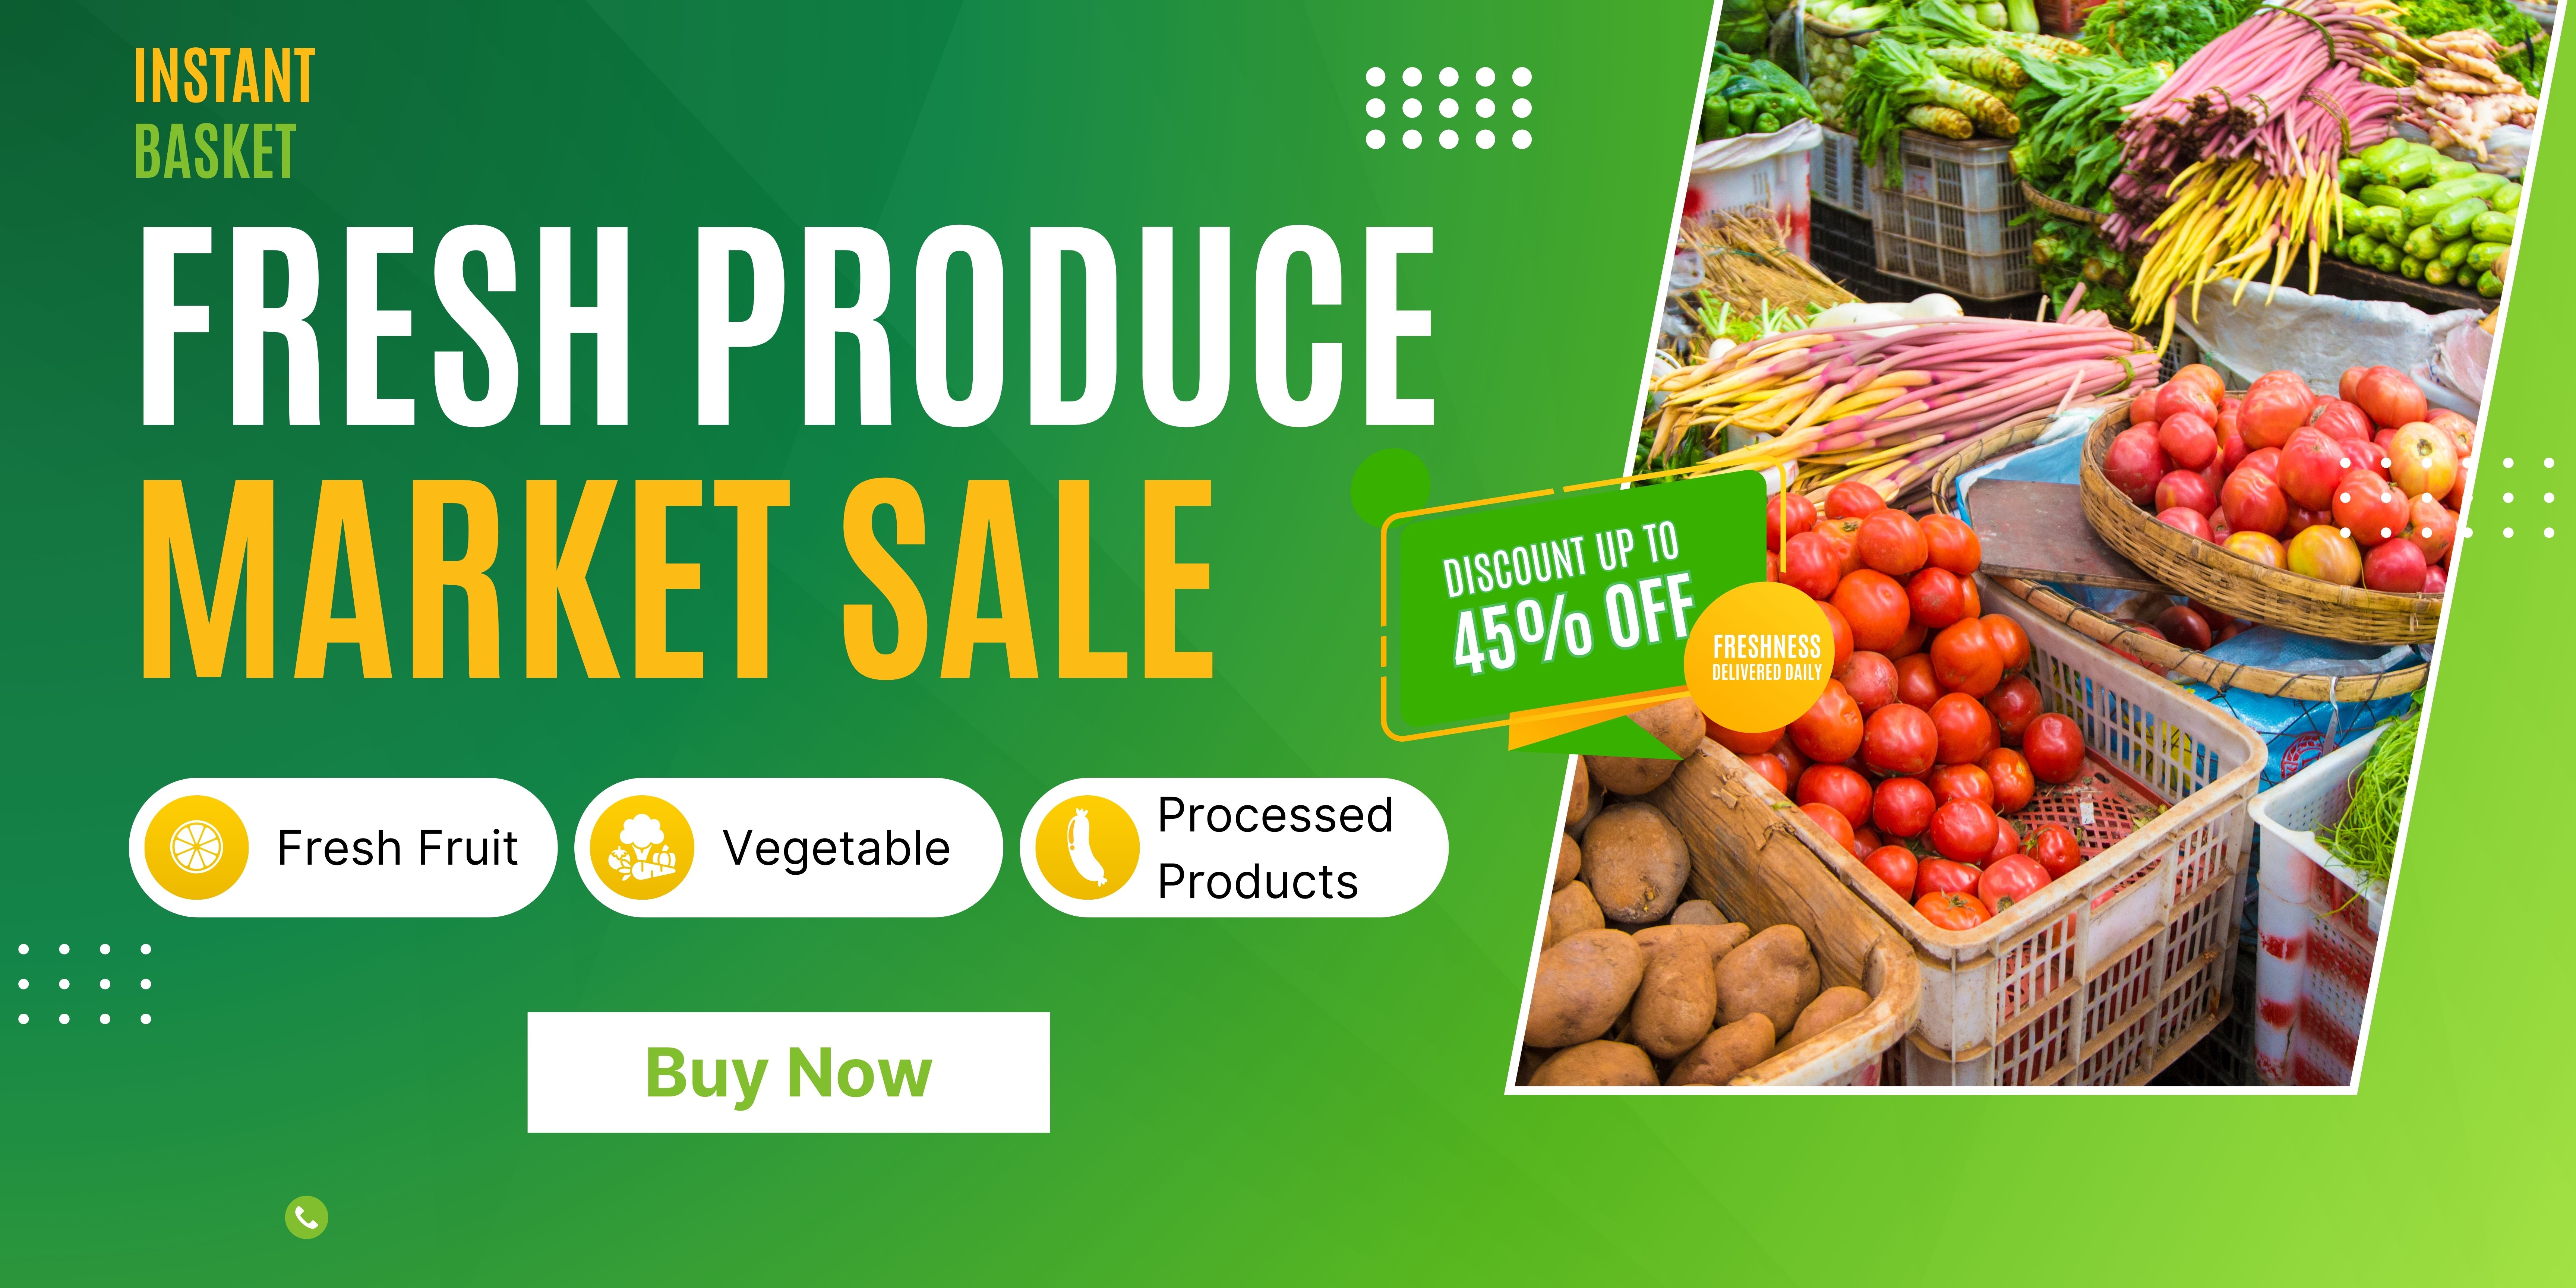 INSTANT
BASKET
FRESH PRODUCE
MARKET SALE
DISCOUNT UP TO
45% OFF
FRESHNESS
DELIVERED DAILY
Fresh Fruit
Vegetable
Processed
Products
Buy Now